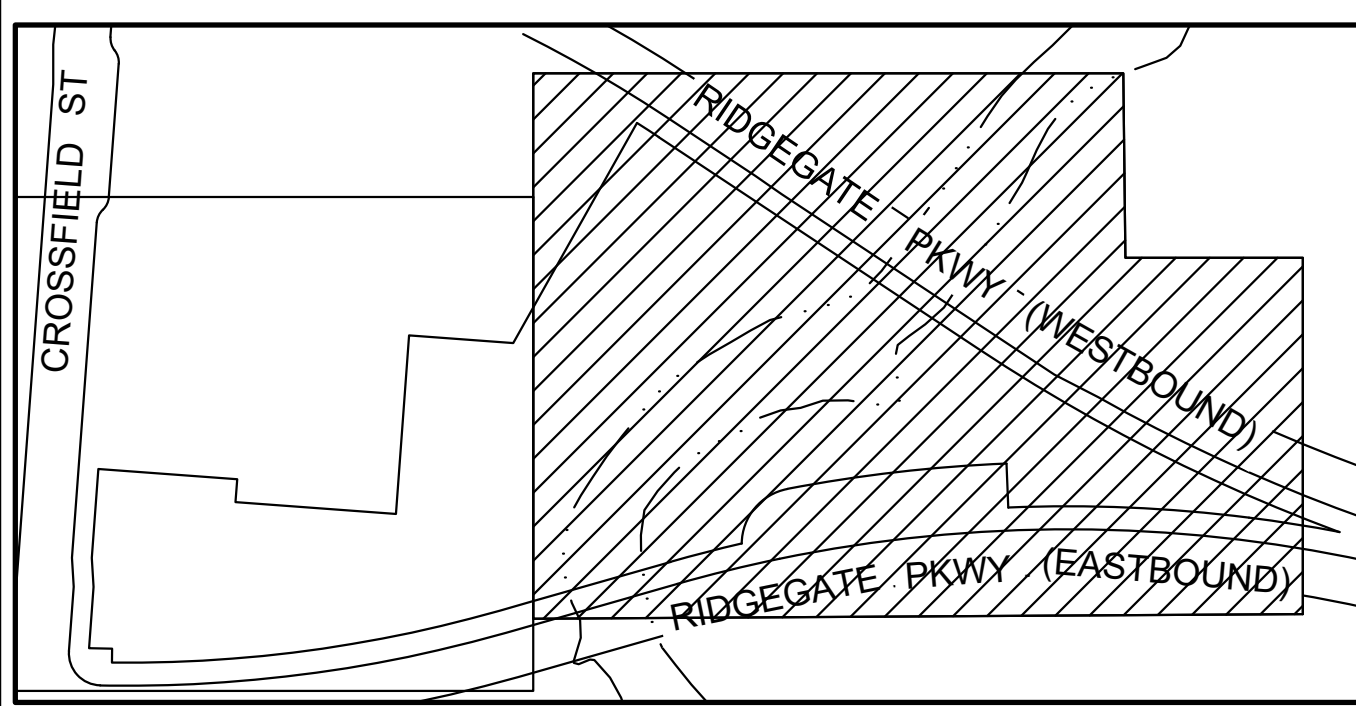 CROSSFIELD ST
RIDGEGATE PKWY (WESTBOUND)
RIDGEGATE PKWY (EASTBOUND)